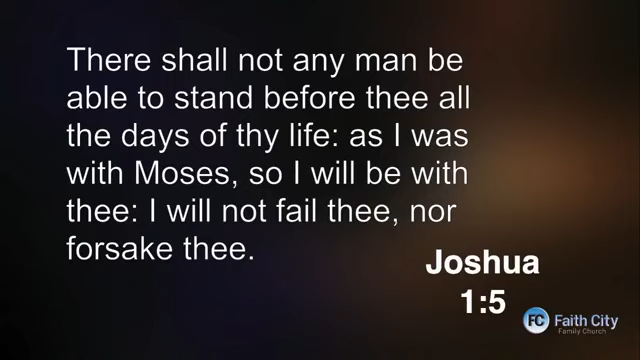 There shall not any man be
able to stand before thee all
the days of thy life: as I was
with Moses, so I will be with
thee: I will not fail thee, nor
forsake thee.
Joshua
1:5
FC Faith City
Family Church